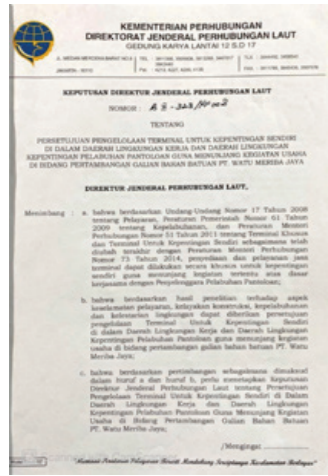 KEMENTERIAN PERHUBUNGAN
DIREKTORAT JENDERAL PERHUBUNGAN LAUT
GEDUNG KARYA LANTAI 12 S.D 17
JL. MEDAN MERDEKA BARAT NO.8
JAKARTA - 10110
KEPUTUSAN DIREKTUR JENDERAL PERHUBUNGAN LAUT
NOMOR :
TENTANG
PERSETUJUAN PENGELOLAAN TERMINAL UNTUK KEPENTINGAN SENDIRI
DI DALAM DAERAH LINGKUNGAN KERJA DAN DAERAH LINGKUNGAN
KEPENTINGAN PELABUHAN PANTOLOAN GUNA MENUNJANG KEGIATAN USAHA
DI BIDANG PERTAMBANGAN GALIAN BAHAN BATUAN PT. WATU MERIBA JAYA
DIREKTUR JENDERAL PERHUBUNGAN LAUT,
Menimbang : a. bahwa berdasarkan Undang-Undang Nomor 17 Tahun 2008
tentang Pelayaran, Peraturan Pemerintah Nomor 61 Tahun
2009 tentang Kepelabuhanan, dan Peraturan Menteri
Perhubungan Nomor 51 Tahun 2011 tentang Terminal Khusus
dan Terminal Untuk Kepentingan Sendiri sebagaimana telah
diubah terakhir dengan Peraturan Menteri Perhubungan
Nomor 73 Tahun 2014, penyediaan dan pelayanan jasa
terminal dapat dilakukan secara khusus untuk kepentingan
sendiri guna menunjang kegiatan tertentu atas dasar
kerjasama dengan Penyelenggara Pelabuhan Pantoloan;
b. bahwa berdasarkan hasil penelitian terhadap aspek
keselamatan pelayaran, kelayakan konstruksi, kepelabuhanan
dan kelestarian lingkungan dapat diberikan persetujuan
pengelolaan Terminal Untuk Kepentingan Sendiri
di dalam Daerah Lingkungan Kerja dan Daerah Lingkungan
Kepentingan Pelabuhan Pantoloan guna menunjang kegiatan
usaha di bidang pertambangan galian bahan batuan PT. Watu
Meriba Jaya;
c. bahwa berdasarkan pertimbangan sebagaimana dimaksud
dalam huruf a dan huruf b, perlu menetapkan Keputusan
Direktur Jenderal Perhubungan Laut tentang Persetujuan
Pengelolaan Terminal Untuk Kepentingan Sendiri di Dalam
Daerah Lingkungan Kerja dan Daerah Lingkungan
Kepentingan Pelabuhan Pantoloan Guna Menunjang Kegiatan
Usaha di Bidang Pertambangan Galian Bahan Batuan
PT. Watu Meriba Jaya;
/Mengingat